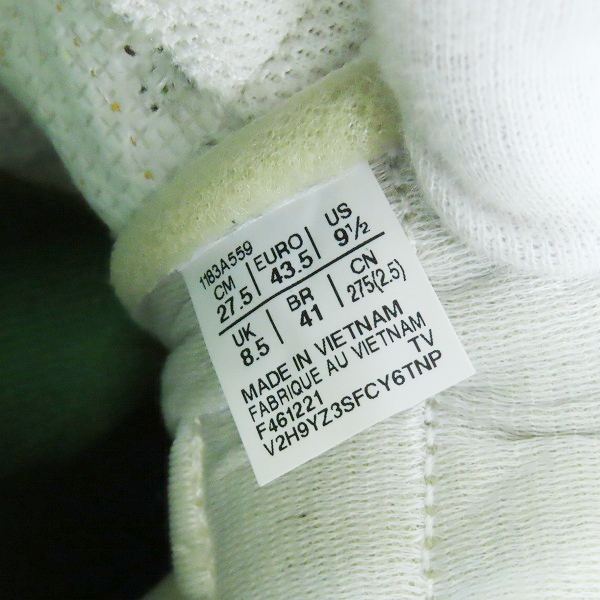 1183A559
CM | EURO | US
27.5 | 43.5 | 9½
UK | BR | CN
8.5 | 41 | 275(2.5)
MADE IN VIETNAM
FABRIQUE AU VIETNAM
F461221 TV
V2H9YZ3SFCY6TNP